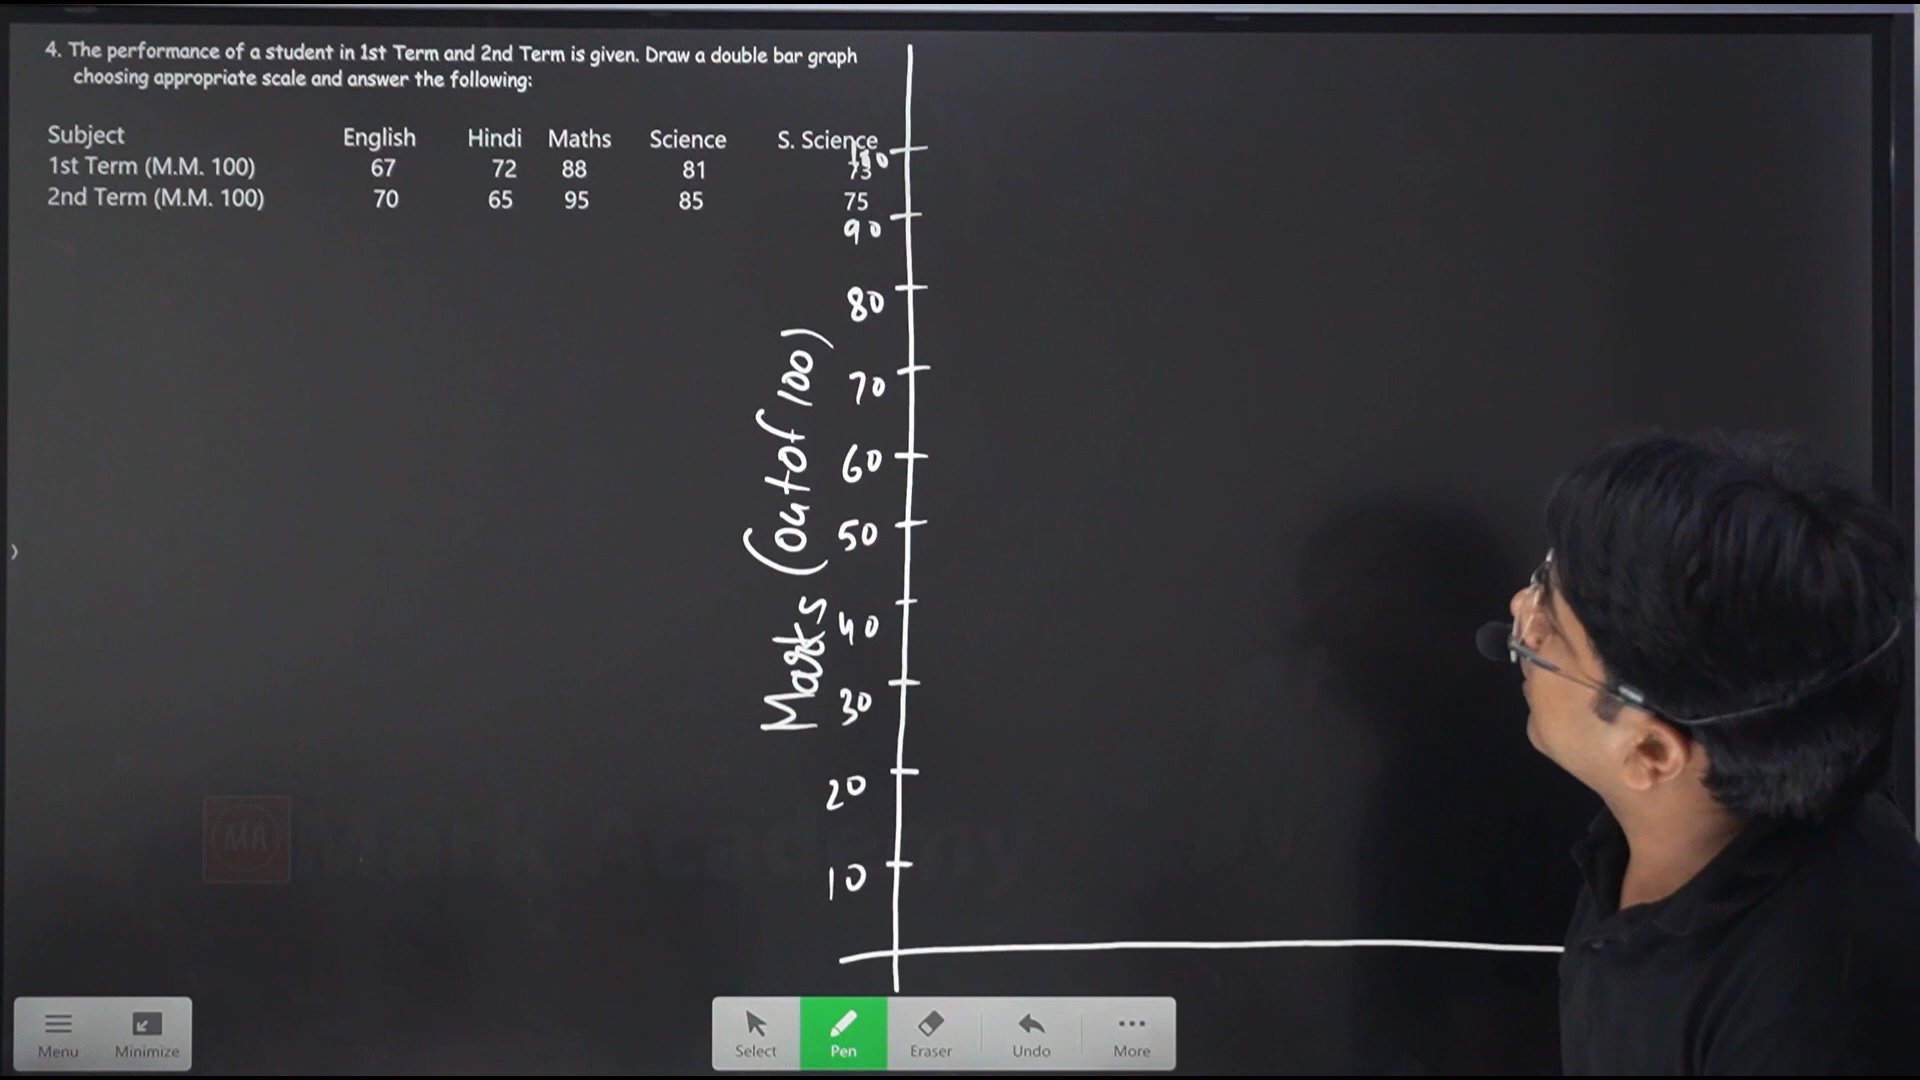 4. The performance of a student in 1st Term and 2nd Term is given. Draw a double bar graph
choosing appropriate scale and answer the following:
Subject English Hindi Maths Science S. Science
1st Term (M.M. 100) 67 72 88 81 73
2nd Term (M.M. 100) 70 65 95 85 75
100
90
80
70
60
50
40
30
20
10
Marks (out of 100)
MA Mark Academy
Menu Minimize Select Pen Eraser Undo More